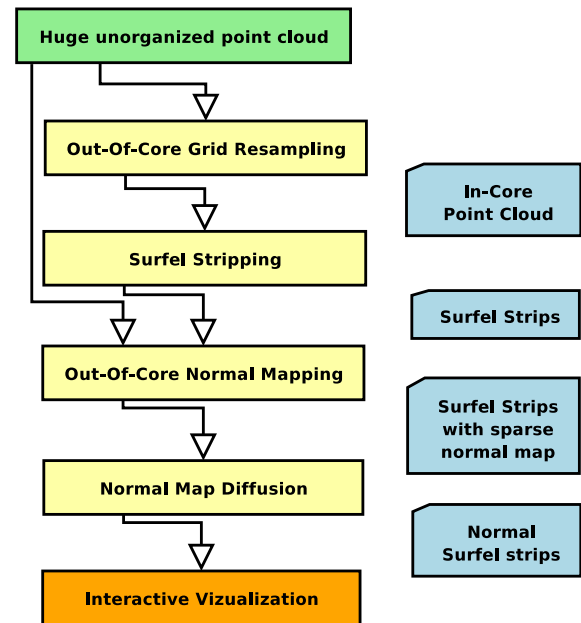 Huge unorganized point cloud
Out-Of-Core Grid Resampling
In-Core
Point Cloud
Surfel Stripping
Surfel Strips
Out-Of-Core Normal Mapping
Surfel Strips
with sparse
normal map
Normal Map Diffusion
Normal
Surfel strips
Interactive Vizualization